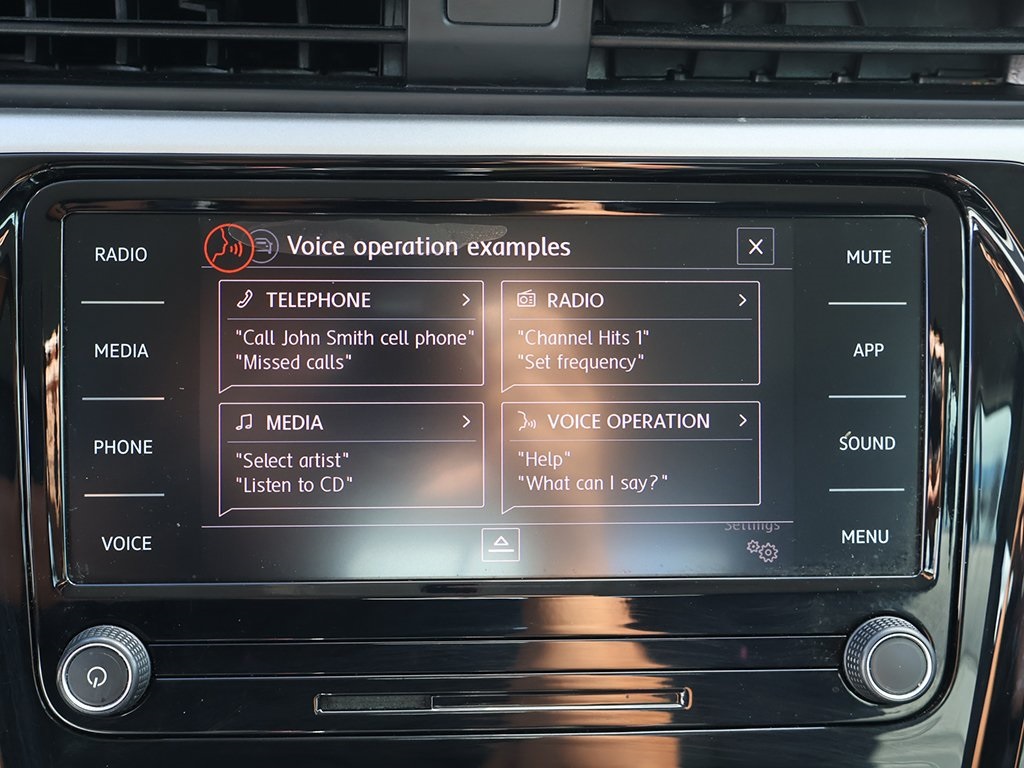 RADIO
MEDIA
PHONE
VOICE
Voice operation examples
TELEPHONE
"Call John Smith cell phone"
"Missed calls"
RADIO
"Channel Hits 1"
"Set frequency"
MEDIA
"Select artist"
"Listen to CD"
VOICE OPERATION
"Help"
"What can I say?"
Settings
MUTE
APP
SOUND
MENU